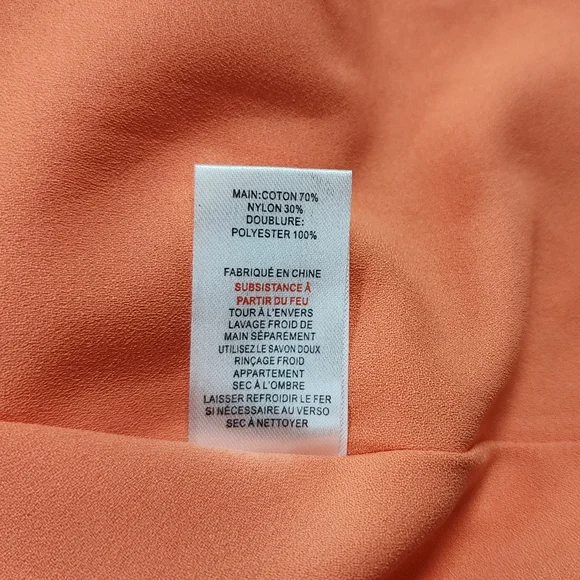 MAIN:COTON 70%
NYLON 30%
DOUBLURE:
POLYESTER 100%
FABRIQUÉ EN CHINE
SUBSISTANCE À
PARTIR DU FEU
TOUR À L'ENVERS
LAVAGE FROID DE
MAIN SÉPARÉMENT
UTILISEZ LE SAVON DOUX
RINÇAGE FROID
APPARTEMENT
SEC À L'OMBRE
LAISSER REFROIDIR LE FER
SI NÉCESSAIRE AU VERSO
SEC À NETTOYER